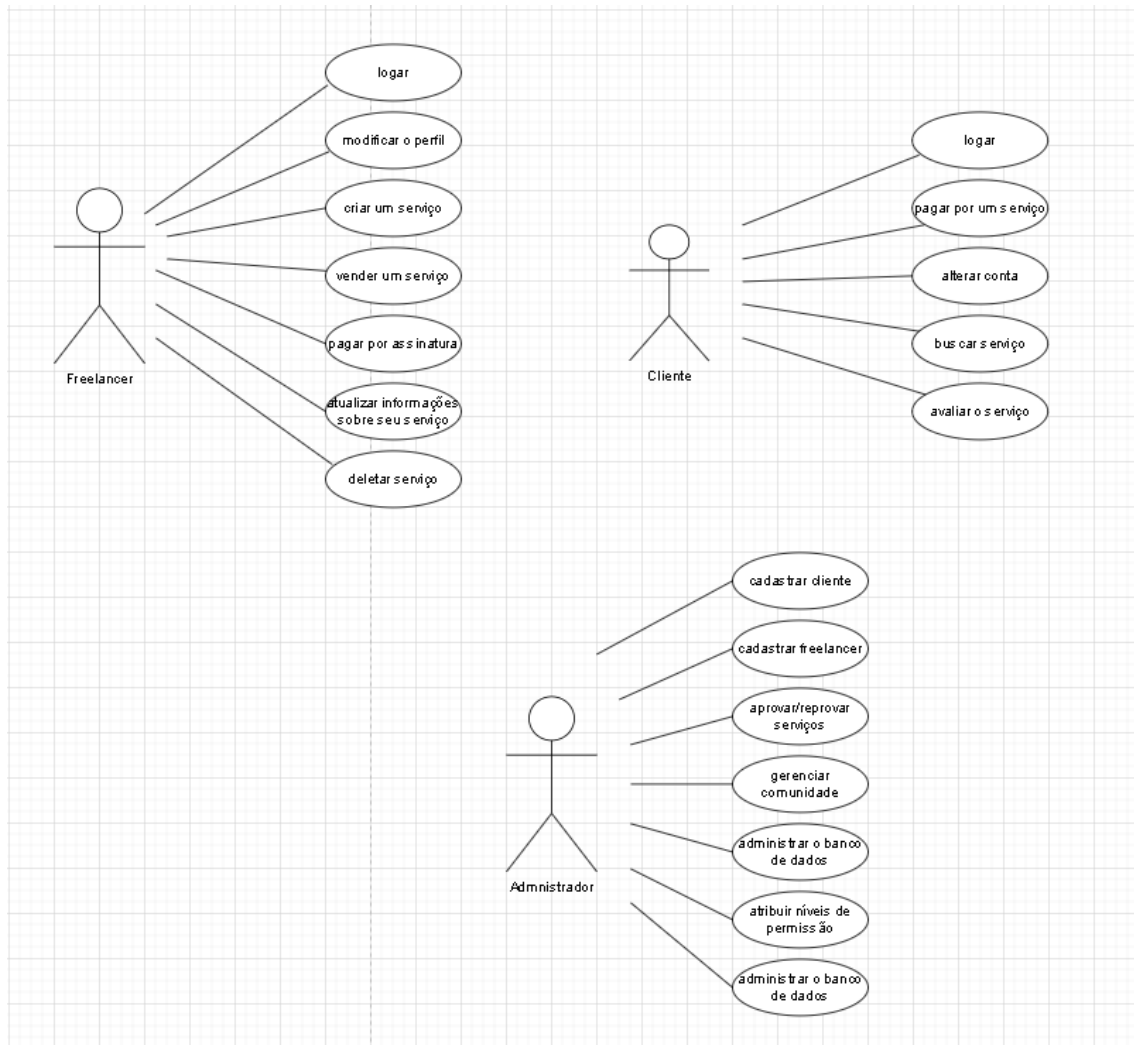 logar
modificar o perfil
criar um serviço
vender um serviço
pagar por assinatura
atualizar informações
sobre seu serviço
deletar serviço
Freelancer
logar
pagar por um serviço
alterar conta
buscar serviço
avaliar o serviço
Cliente
cadastrar cliente
cadastrar freelancer
aprovar/reprovar
serviços
gerenciar
comunidade
administrar o banco
de dados
atribuir níveis de
permissão
administrar o banco
de dados
Admnistrador